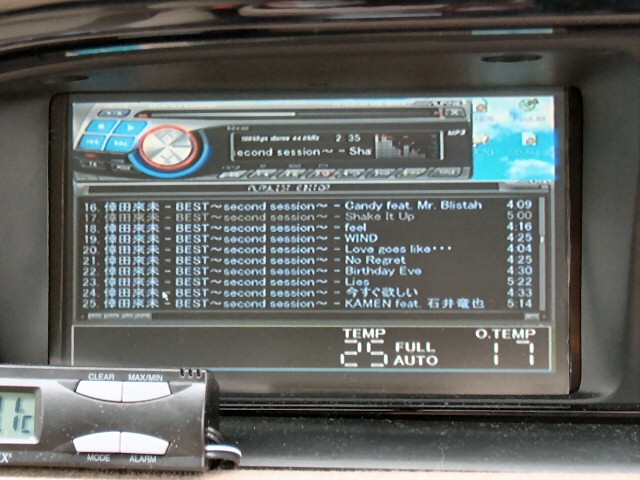 160kbps stereo 44.0kHz 2:35
MP3
econd session〜 - Sha
PLAYLIST EDITOR
16. 倖田來未 - BEST〜second session〜 - Candy feat. Mr. Blistah 4:09
17. 倖田來未 - BEST〜second session〜 - Shake It Up 5:00
18. 倖田來未 - BEST〜second session〜 - feel 4:16
19. 倖田來未 - BEST〜second session〜 - WIND 4:25
20. 倖田來未 - BEST〜second session〜 - Love goes like･･･ 4:04
21. 倖田來未 - BEST〜second session〜 - No Regret 4:25
22. 倖田來未 - BEST〜second session〜 - Birthday Eve 4:30
23. 倖田來未 - BEST〜second session〜 - Lies 5:22
24. 倖田來未 - BEST〜second session〜 - 今すぐ欲しい 4:33
25. 倖田來未 - BEST〜second session〜 - KAMEN feat. 石井竜也 5:14
TEMP O.TEMP
25 FULL AUTO 17
CLEAR MAX/MIN
MODE ALARM